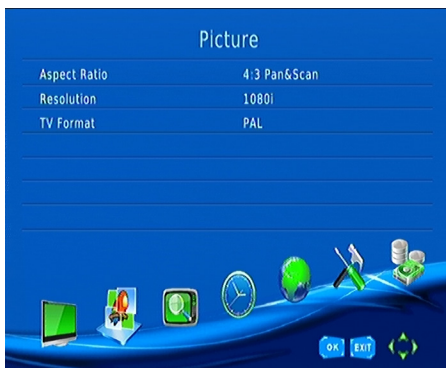 Picture
Aspect Ratio 4:3 Pan&Scan
Resolution 1080i
TV Format PAL
OK EXIT